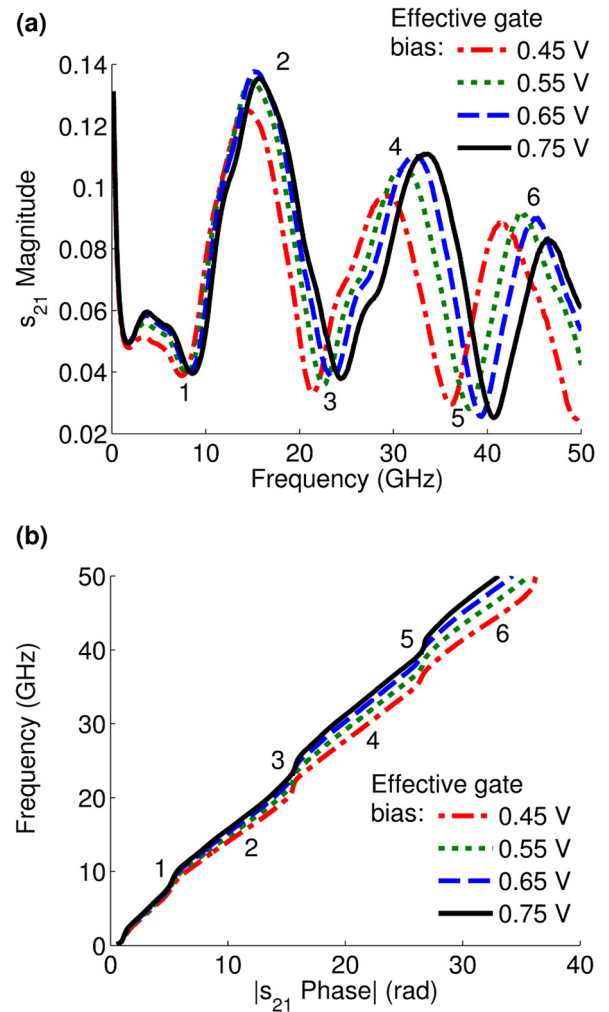 (a)
Effective gate
bias:
0.45 V
0.55 V
0.65 V
0.75 V
0.14
0.12
0.1
0.08
0.06
0.04
0.02
s21 Magnitude
1
2
3
4
5
6
0
10
20
30
40
50
Frequency (GHz)
(b)
50
40
30
20
10
0
Frequency (GHz)
1
2
3
4
5
6
Effective gate
bias:
0.45 V
0.55 V
0.65 V
0.75 V
0
10
20
30
40
|s21 Phase| (rad)